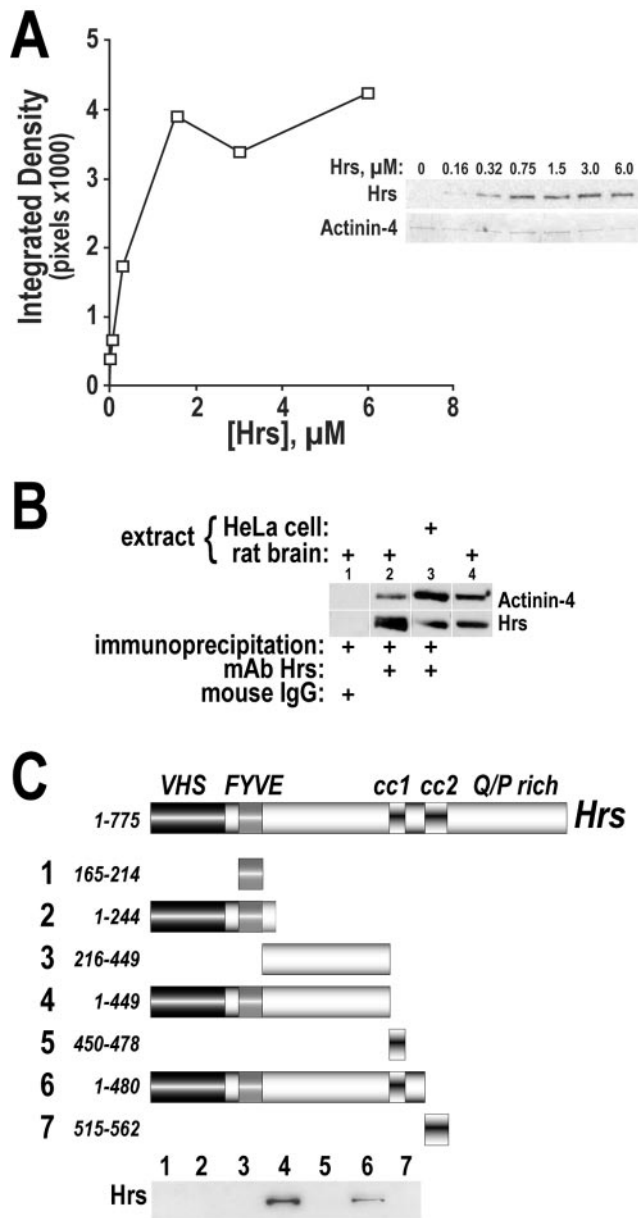 A
5
4
3
2
1
0
Integrated Density
(pixels x1000)
0 2 4 6 8
[Hrs], µM
Hrs, µM: 0 0.16 0.32 0.75 1.5 3.0 6.0
Hrs
Actinin-4
B
extract { HeLa cell: +
rat brain: + + +
1 2 3 4
Actinin-4
Hrs
immunoprecipitation: + + +
mAb Hrs: + +
mouse IgG: +
C
VHS FYVE cc1 cc2 Q/P rich
1-775 Hrs
1 165-214
2 1-244
3 216-449
4 1-449
5 450-478
6 1-480
7 515-562
1 2 3 4 5 6 7
Hrs